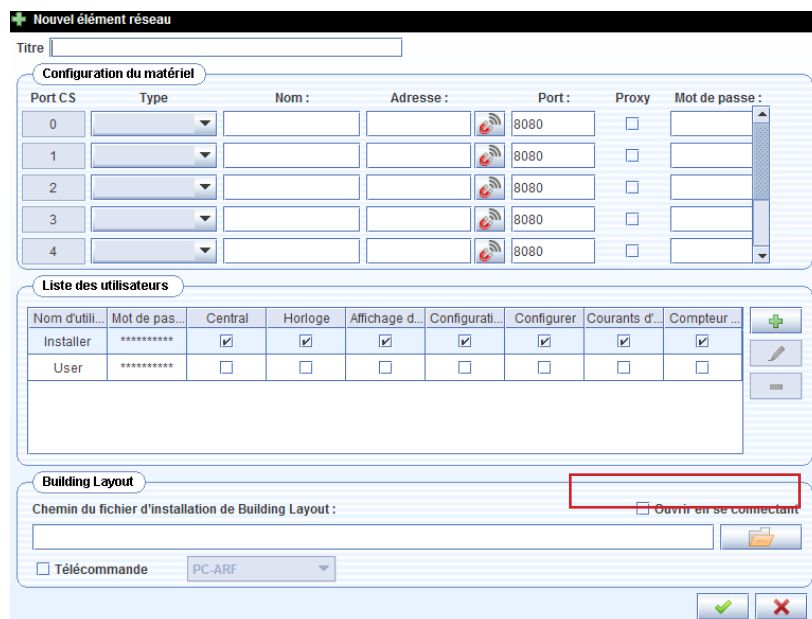 Nouvel élément réseau
Titre
Configuration du matériel
Port CS Type Nom : Adresse : Port : Proxy Mot de passe :
0 8080
1 8080
2 8080
3 8080
4 8080
Liste des utilisateurs
Nom d'utili... Mot de pas... Central Horloge Affichage d... Configurati... Configurer Courants d'... Compteur ...
Installer **********
User **********
Building Layout
Chemin du fichier d'installation de Building Layout : Ouvrir en se connectant
Télécommande PC-ARF